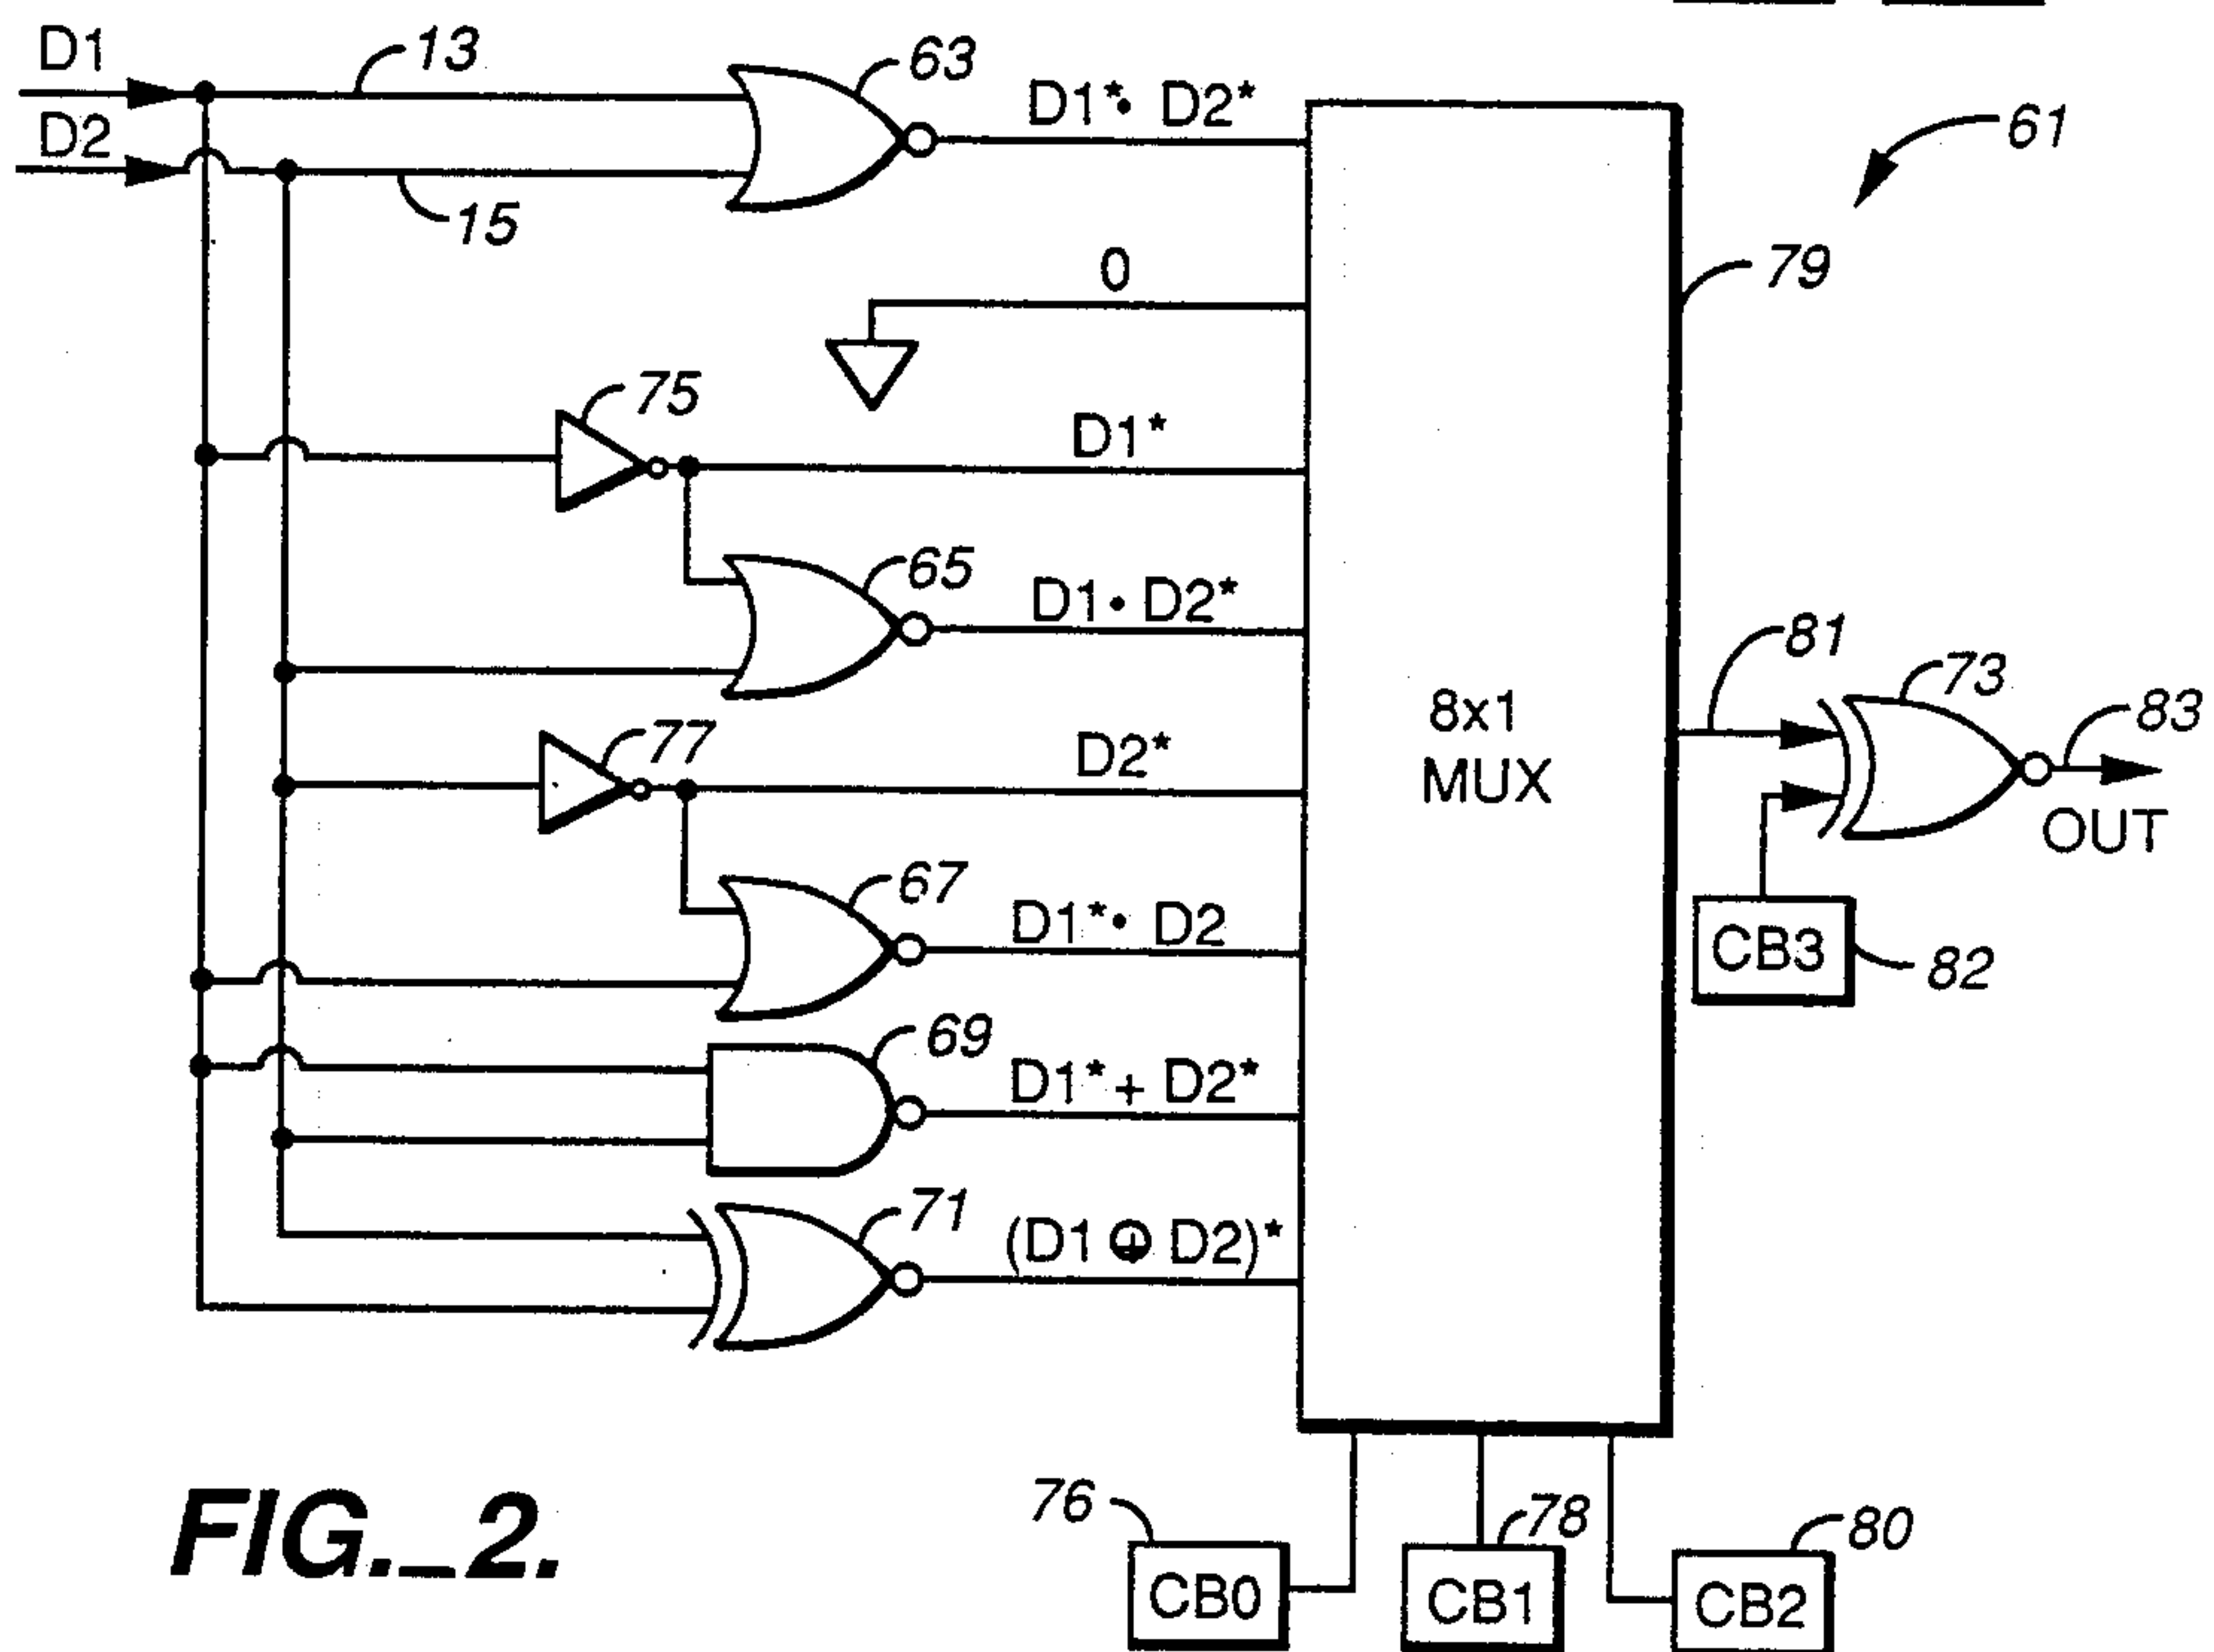 D1
13
63
D1*• D2*
61
D2
15
0
79
75
D1*
65
D1• D2*
81
73
83
8x1
MUX
77
D2*
OUT
67
D1*• D2
CB3
82
69
D1*+ D2*
71
(D1 ⊕ D2)*
76
78
80
CB0
CB1
CB2
FIG._2.